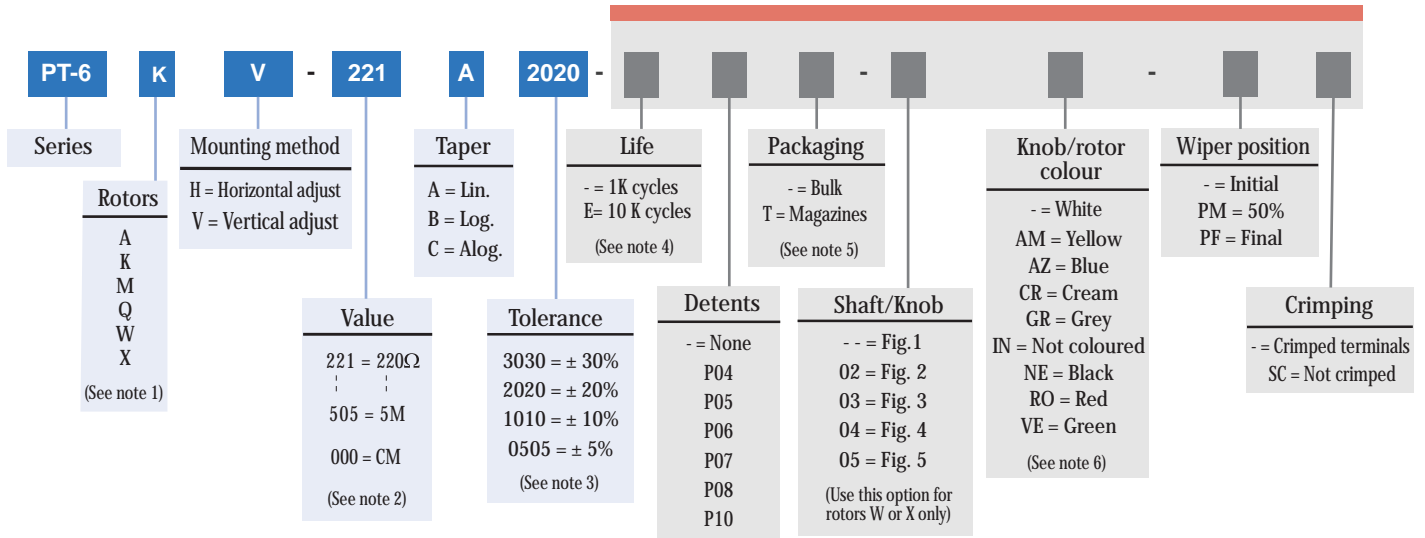 PT-6 K V - 221 A 2020 - - -
Series
Rotors
A
K
M
Q
W
X
(See note 1)
Mounting method
H = Horizontal adjust
V = Vertical adjust
Value
221 = 220Ω
505 = 5M
000 = CM
(See note 2)
Taper
A = Lin.
B = Log.
C = Alog.
Tolerance
3030 = ± 30%
2020 = ± 20%
1010 = ± 10%
0505 = ± 5%
(See note 3)
Life
- = 1K cycles
E= 10 K cycles
(See note 4)
Detents
- = None
P04
P05
P06
P07
P08
P10
Packaging
- = Bulk
T = Magazines
(See note 5)
Shaft/Knob
- - = Fig.1
02 = Fig. 2
03 = Fig. 3
04 = Fig. 4
05 = Fig. 5
(Use this option for
rotors W or X only)
Knob/rotor
colour
- = White
AM = Yellow
AZ = Blue
CR = Cream
GR = Grey
IN = Not coloured
NE = Black
RO = Red
VE = Green
(See note 6)
Wiper position
- = Initial
PM = 50%
PF = Final
Crimping
- = Crimped terminals
SC = Not crimped